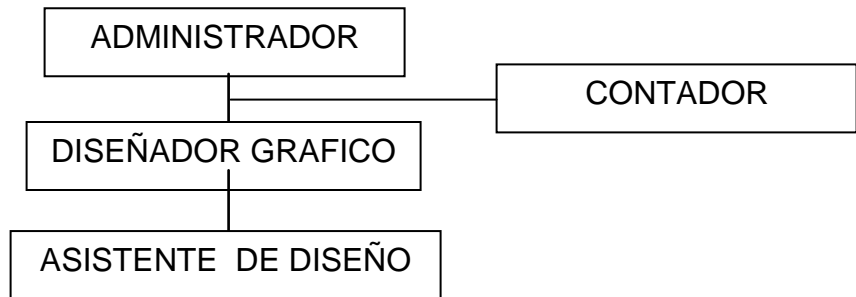 ADMINISTRADOR
CONTADOR
DISEÑADOR GRAFICO
ASISTENTE DE DISEÑO